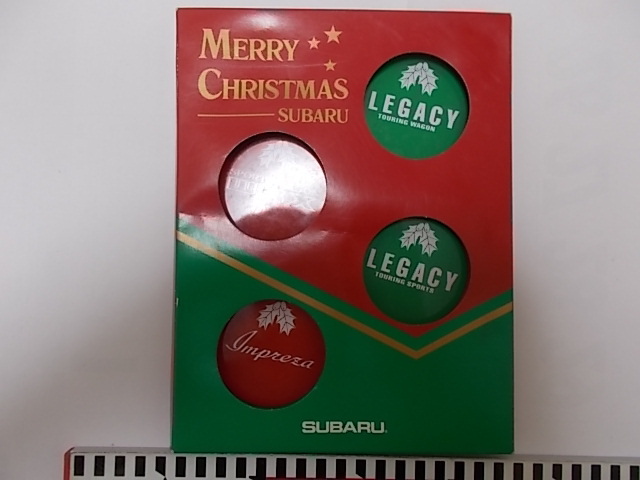 MERRY
CHRISTMAS
SUBARU
LEGACY
TOURING WAGON
LEGACY
TOURING SPORTS
Impreza
SUBARU